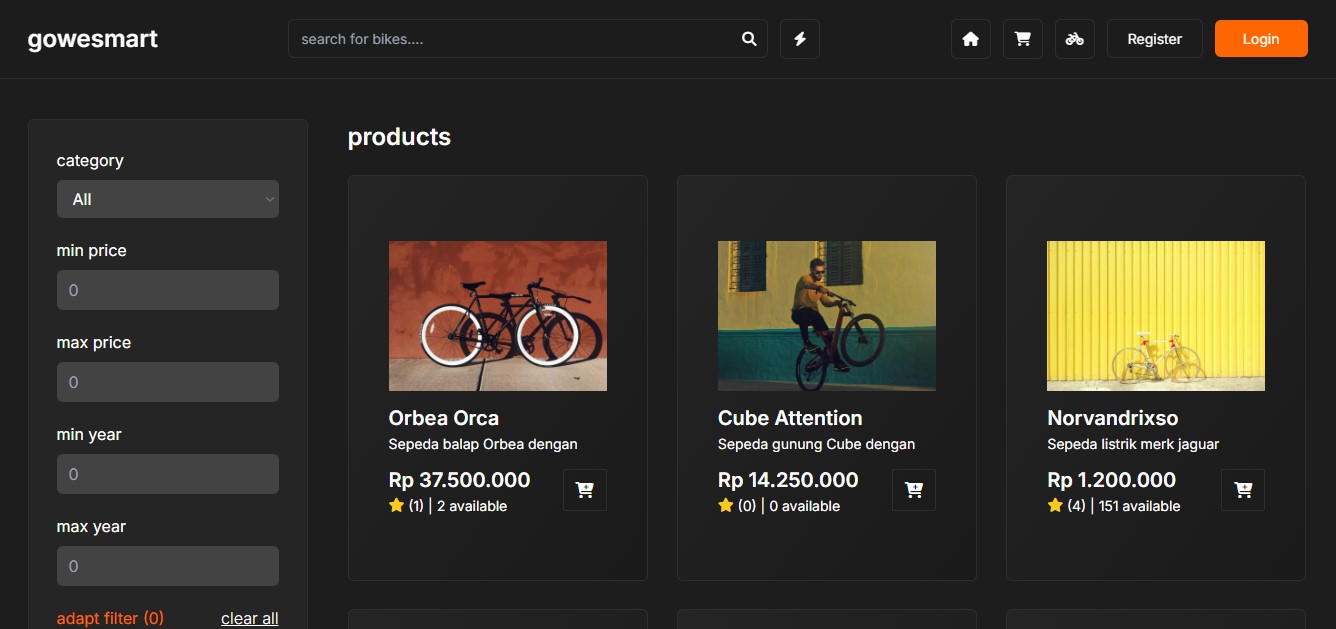 gowesmart
search for bikes....
Register
Login
category
All
min price
0
max price
0
min year
0
max year
0
adapt filter (0)
clear all
products
Orbea Orca
Sepeda balap Orbea dengan
Rp 37.500.000
(1) | 2 available
Cube Attention
Sepeda gunung Cube dengan
Rp 14.250.000
(0) | 0 available
Norvandrixso
Sepeda listrik merk jaguar
Rp 1.200.000
(4) | 151 available